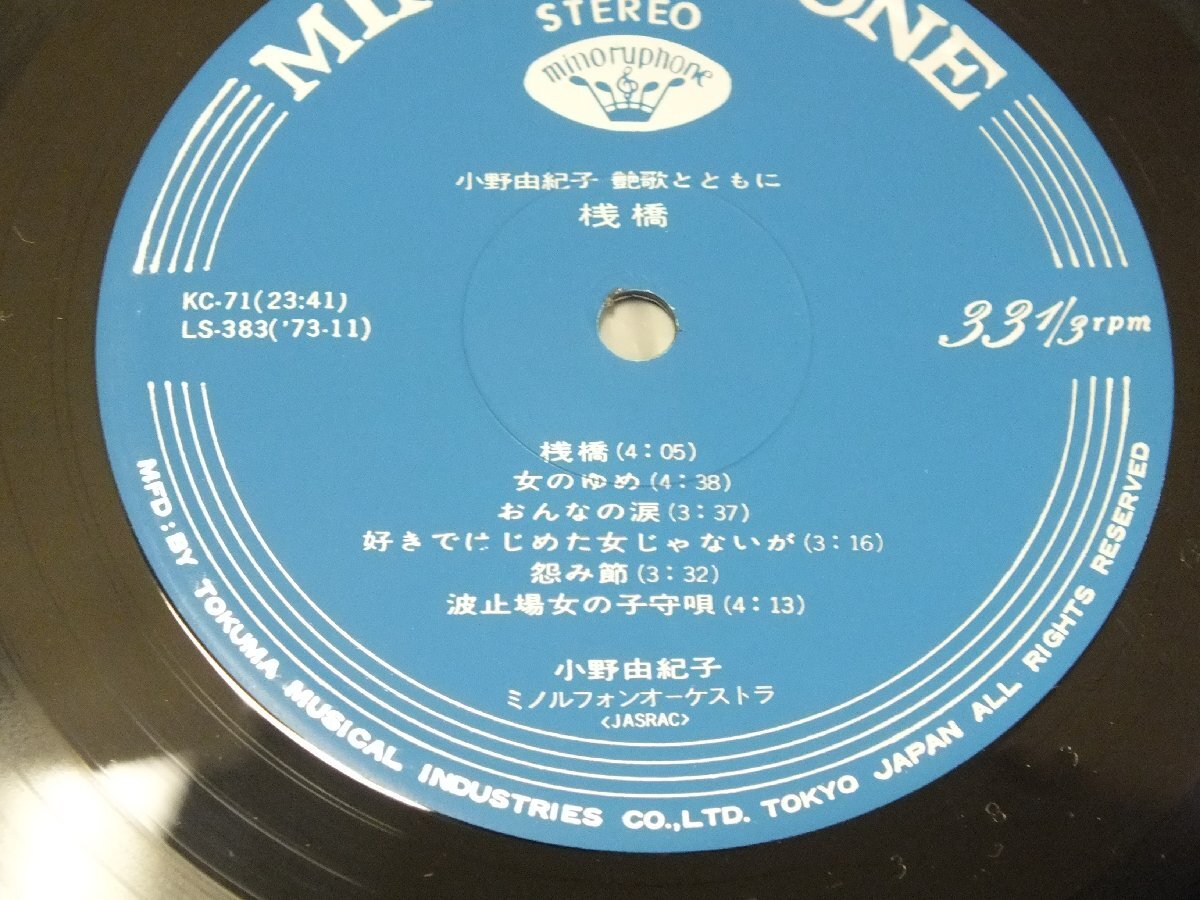 STEREO
minoruphone
小野由紀子 艶歌とともに
桟橋
KC-71(23:41)
LS-383('73-11)
33 1/3 rpm
桟橋(4:05)
女のゆめ(4:38)
おんなの涙(3:37)
好きではじめた女じゃないが(3:16)
怨み節(3:32)
波止場女の子守唄(4:13)
小野由紀子
ミノルフォンオーケストラ
<JASRAC>
MFD: BY TOKUMA MUSICAL INDUSTRIES CO.,LTD. TOKYO JAPAN ALL RIGHTS RESERVED